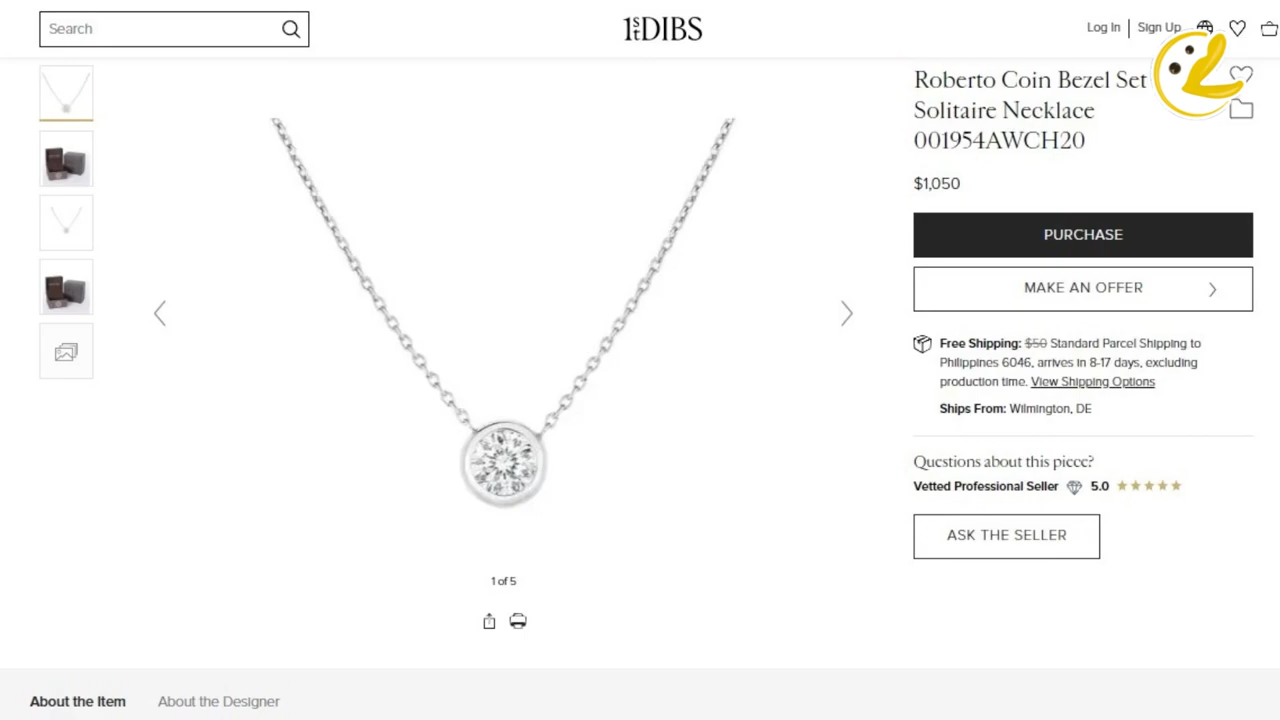 Search
1stDIBS
Log In
Sign Up
Roberto Coin Bezel Set
Solitaire Necklace
001954AWCH20
$1,050
PURCHASE
MAKE AN OFFER
Free Shipping: $50 Standard Parcel Shipping to
Philippines 6046, arrives in 8-17 days, excluding
production time. View Shipping Options
Ships From: Wilmington, DE
Questions about this piece?
Vetted Professional Seller 5.0
ASK THE SELLER
1 of 5
About the Item
About the Designer